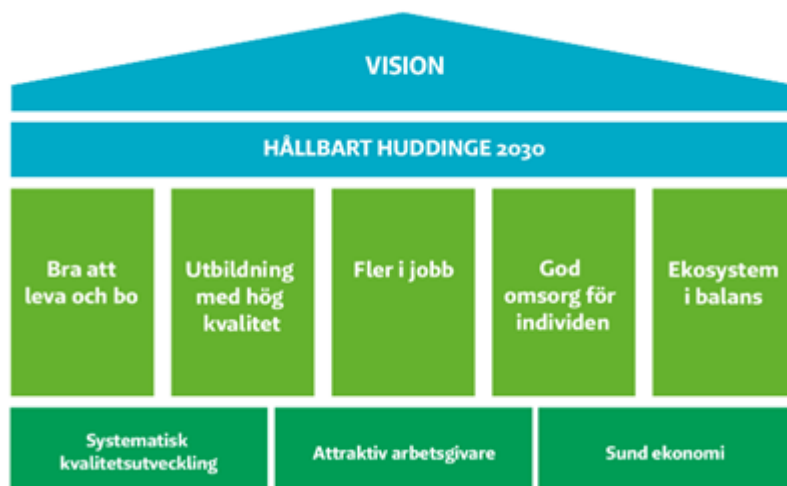 VISION
HÅLLBART HUDDINGE 2030
Bra att
leva och bo
Utbildning
med hög
kvalitet
Fler i jobb
God
omsorg för
individen
Ekosystem
i balans
Systematisk
kvalitetsutveckling
Attraktiv arbetsgivare
Sund ekonomi